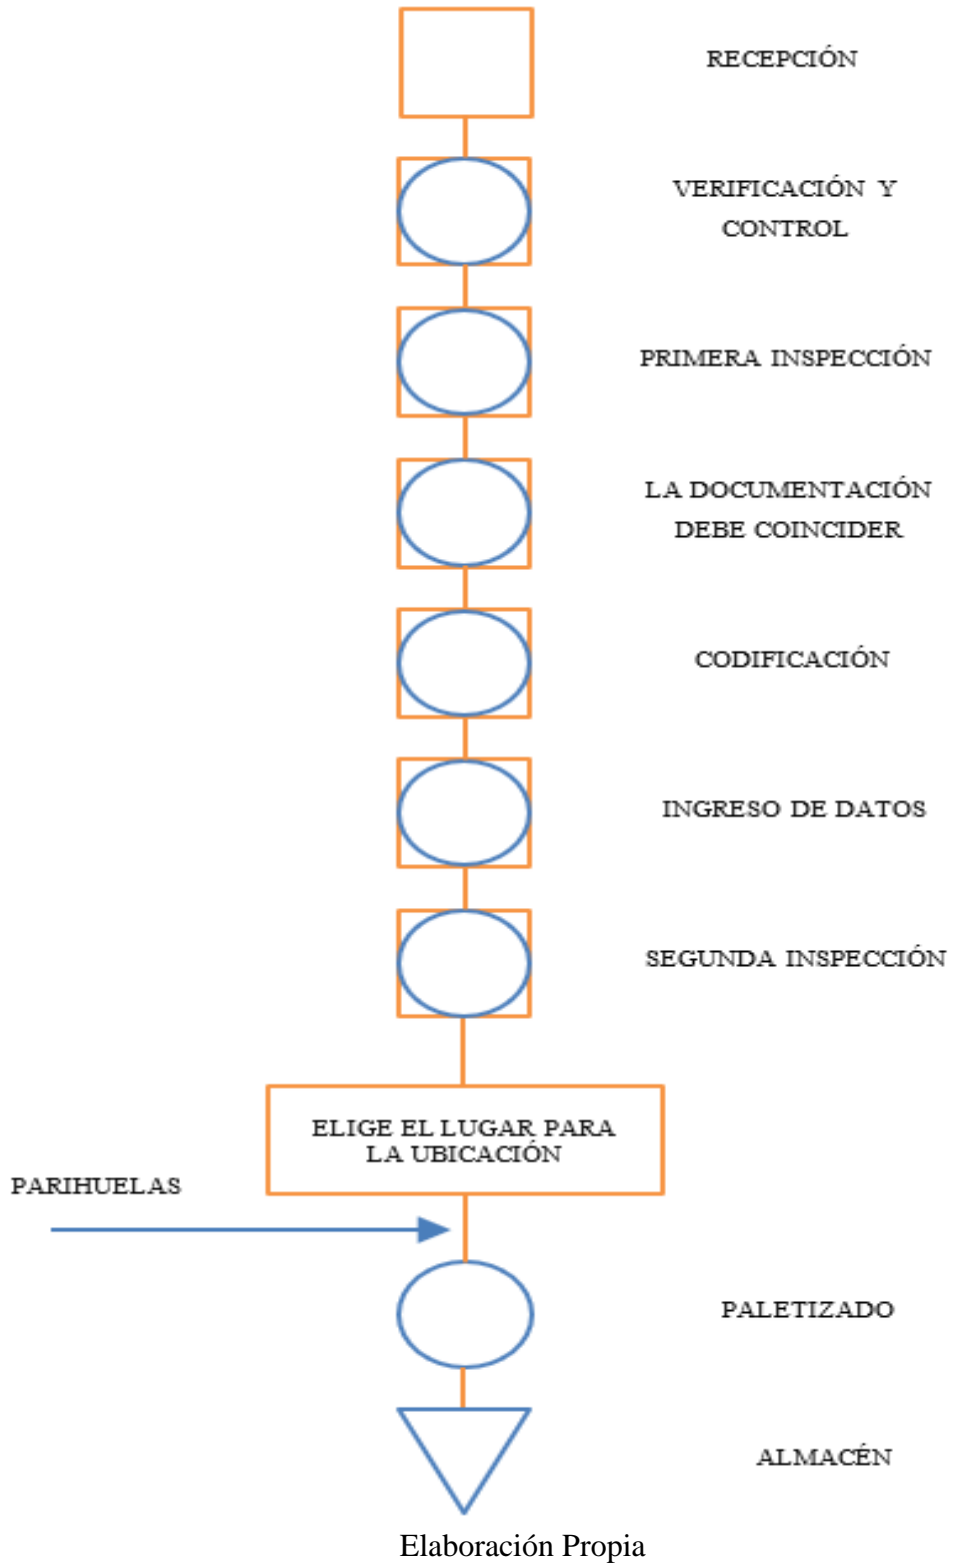 RECEPCIÓN
VERIFICACIÓN Y
CONTROL
PRIMERA INSPECCIÓN
LA DOCUMENTACIÓN
DEBE COINCIDER
CODIFICACIÓN
INGRESO DE DATOS
SEGUNDA INSPECCIÓN
ELIGE EL LUGAR PARA
LA UBICACIÓN
PARIHUELAS
PALETIZADO
ALMACÉN
Elaboración Propia